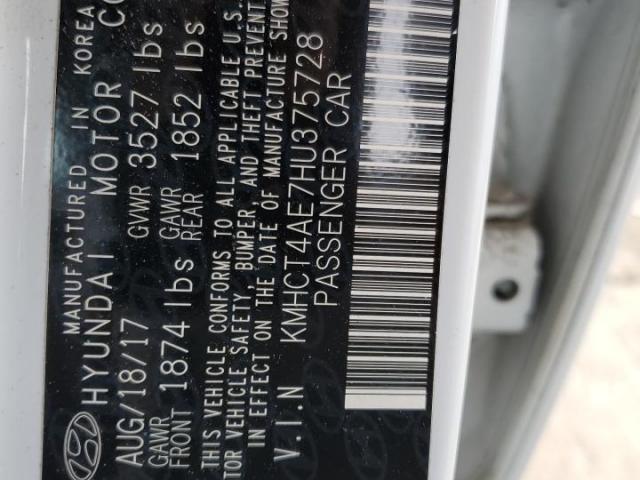 MANUFACTURED IN KOREA
HYUNDAI MOTOR CO
AUG/18/17 GVWR 3527 lbs
GAWR GAWR
FRONT 1874 lbs REAR 1852 lbs
THIS VEHICLE CONFORMS TO ALL APPLICABLE U.S.
TOR VEHICLE SAFETY, BUMPER, AND THEFT PREVENT
IN EFFECT ON THE DATE OF MANUFACTURE SHOW
V.I.N KMHCT4AE7HU375728
PASSENGER CAR